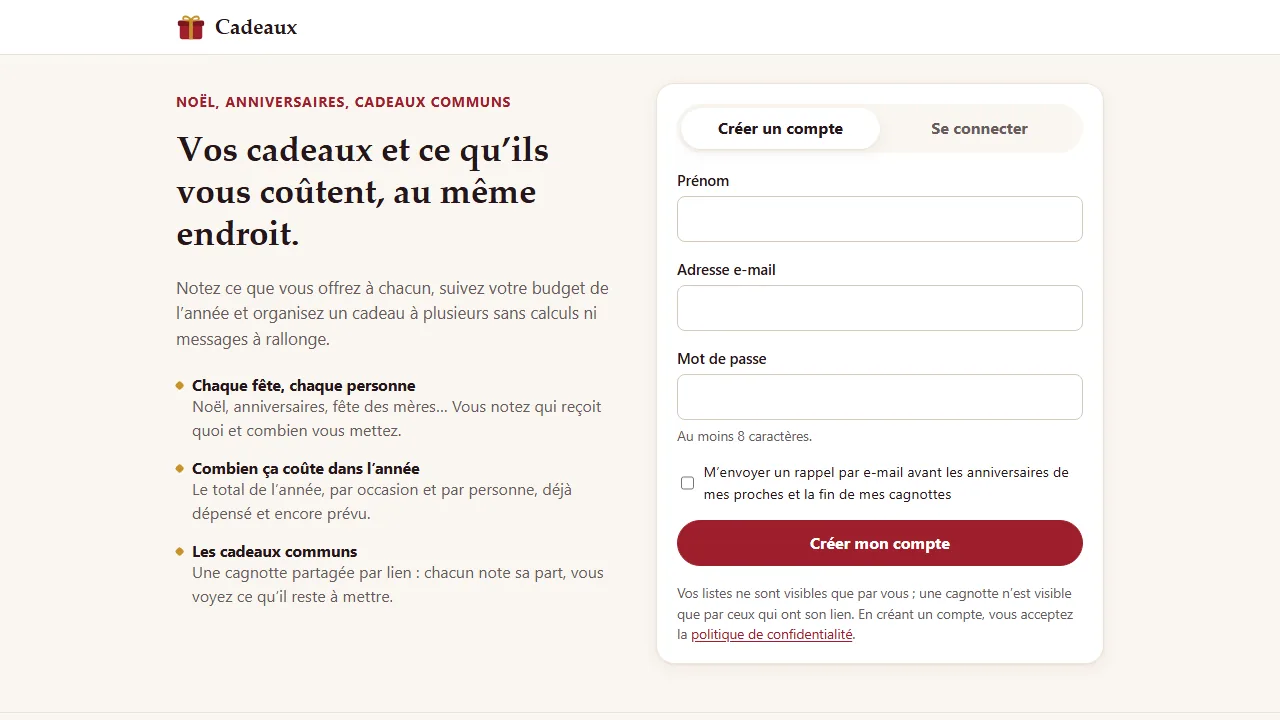 Cadeaux
NOËL, ANNIVERSAIRES, CADEAUX COMMUNS
Vos cadeaux et ce qu’ils
vous coûtent, au même
endroit.
Notez ce que vous offrez à chacun, suivez votre budget de
l’année et organisez un cadeau à plusieurs sans calculs ni
messages à rallonge.
Chaque fête, chaque personne
Noël, anniversaires, fête des mères… Vous notez qui reçoit
quoi et combien vous mettez.
Combien ça coûte dans l’année
Le total de l’année, par occasion et par personne, déjà
dépensé et encore prévu.
Les cadeaux communs
Une cagnotte partagée par lien : chacun note sa part, vous
voyez ce qu’il reste à mettre.
Créer un compte
Se connecter
Prénom
Adresse e-mail
Mot de passe
Au moins 8 caractères.
M’envoyer un rappel par e-mail avant les anniversaires de
mes proches et la fin de mes cagnottes
Créer mon compte
Vos listes ne sont visibles que par vous ; une cagnotte n’est visible
que par ceux qui ont son lien. En créant un compte, vous acceptez
la politique de confidentialité.